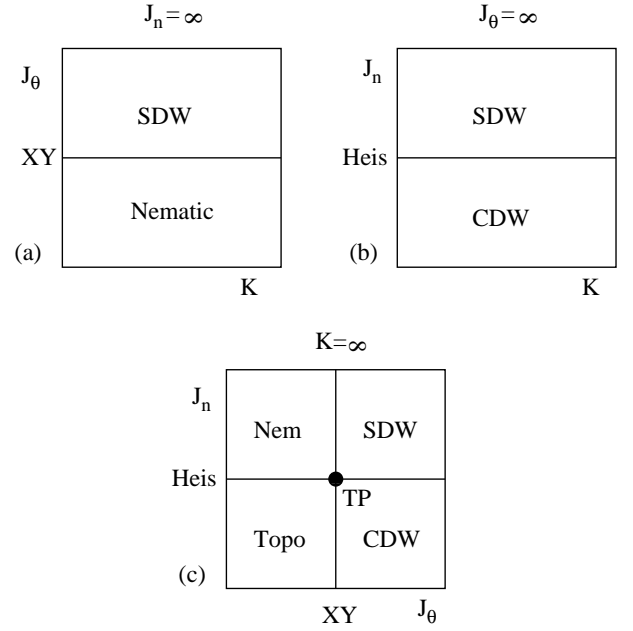 J_n = ∞
J_θ = ∞
J_θ
SDW
XY
Nematic
(a)
K
J_n
SDW
Heis
CDW
(b)
K
K=∞
J_n
Nem
SDW
Heis
TP
Topo
CDW
(c)
XY
J_θ